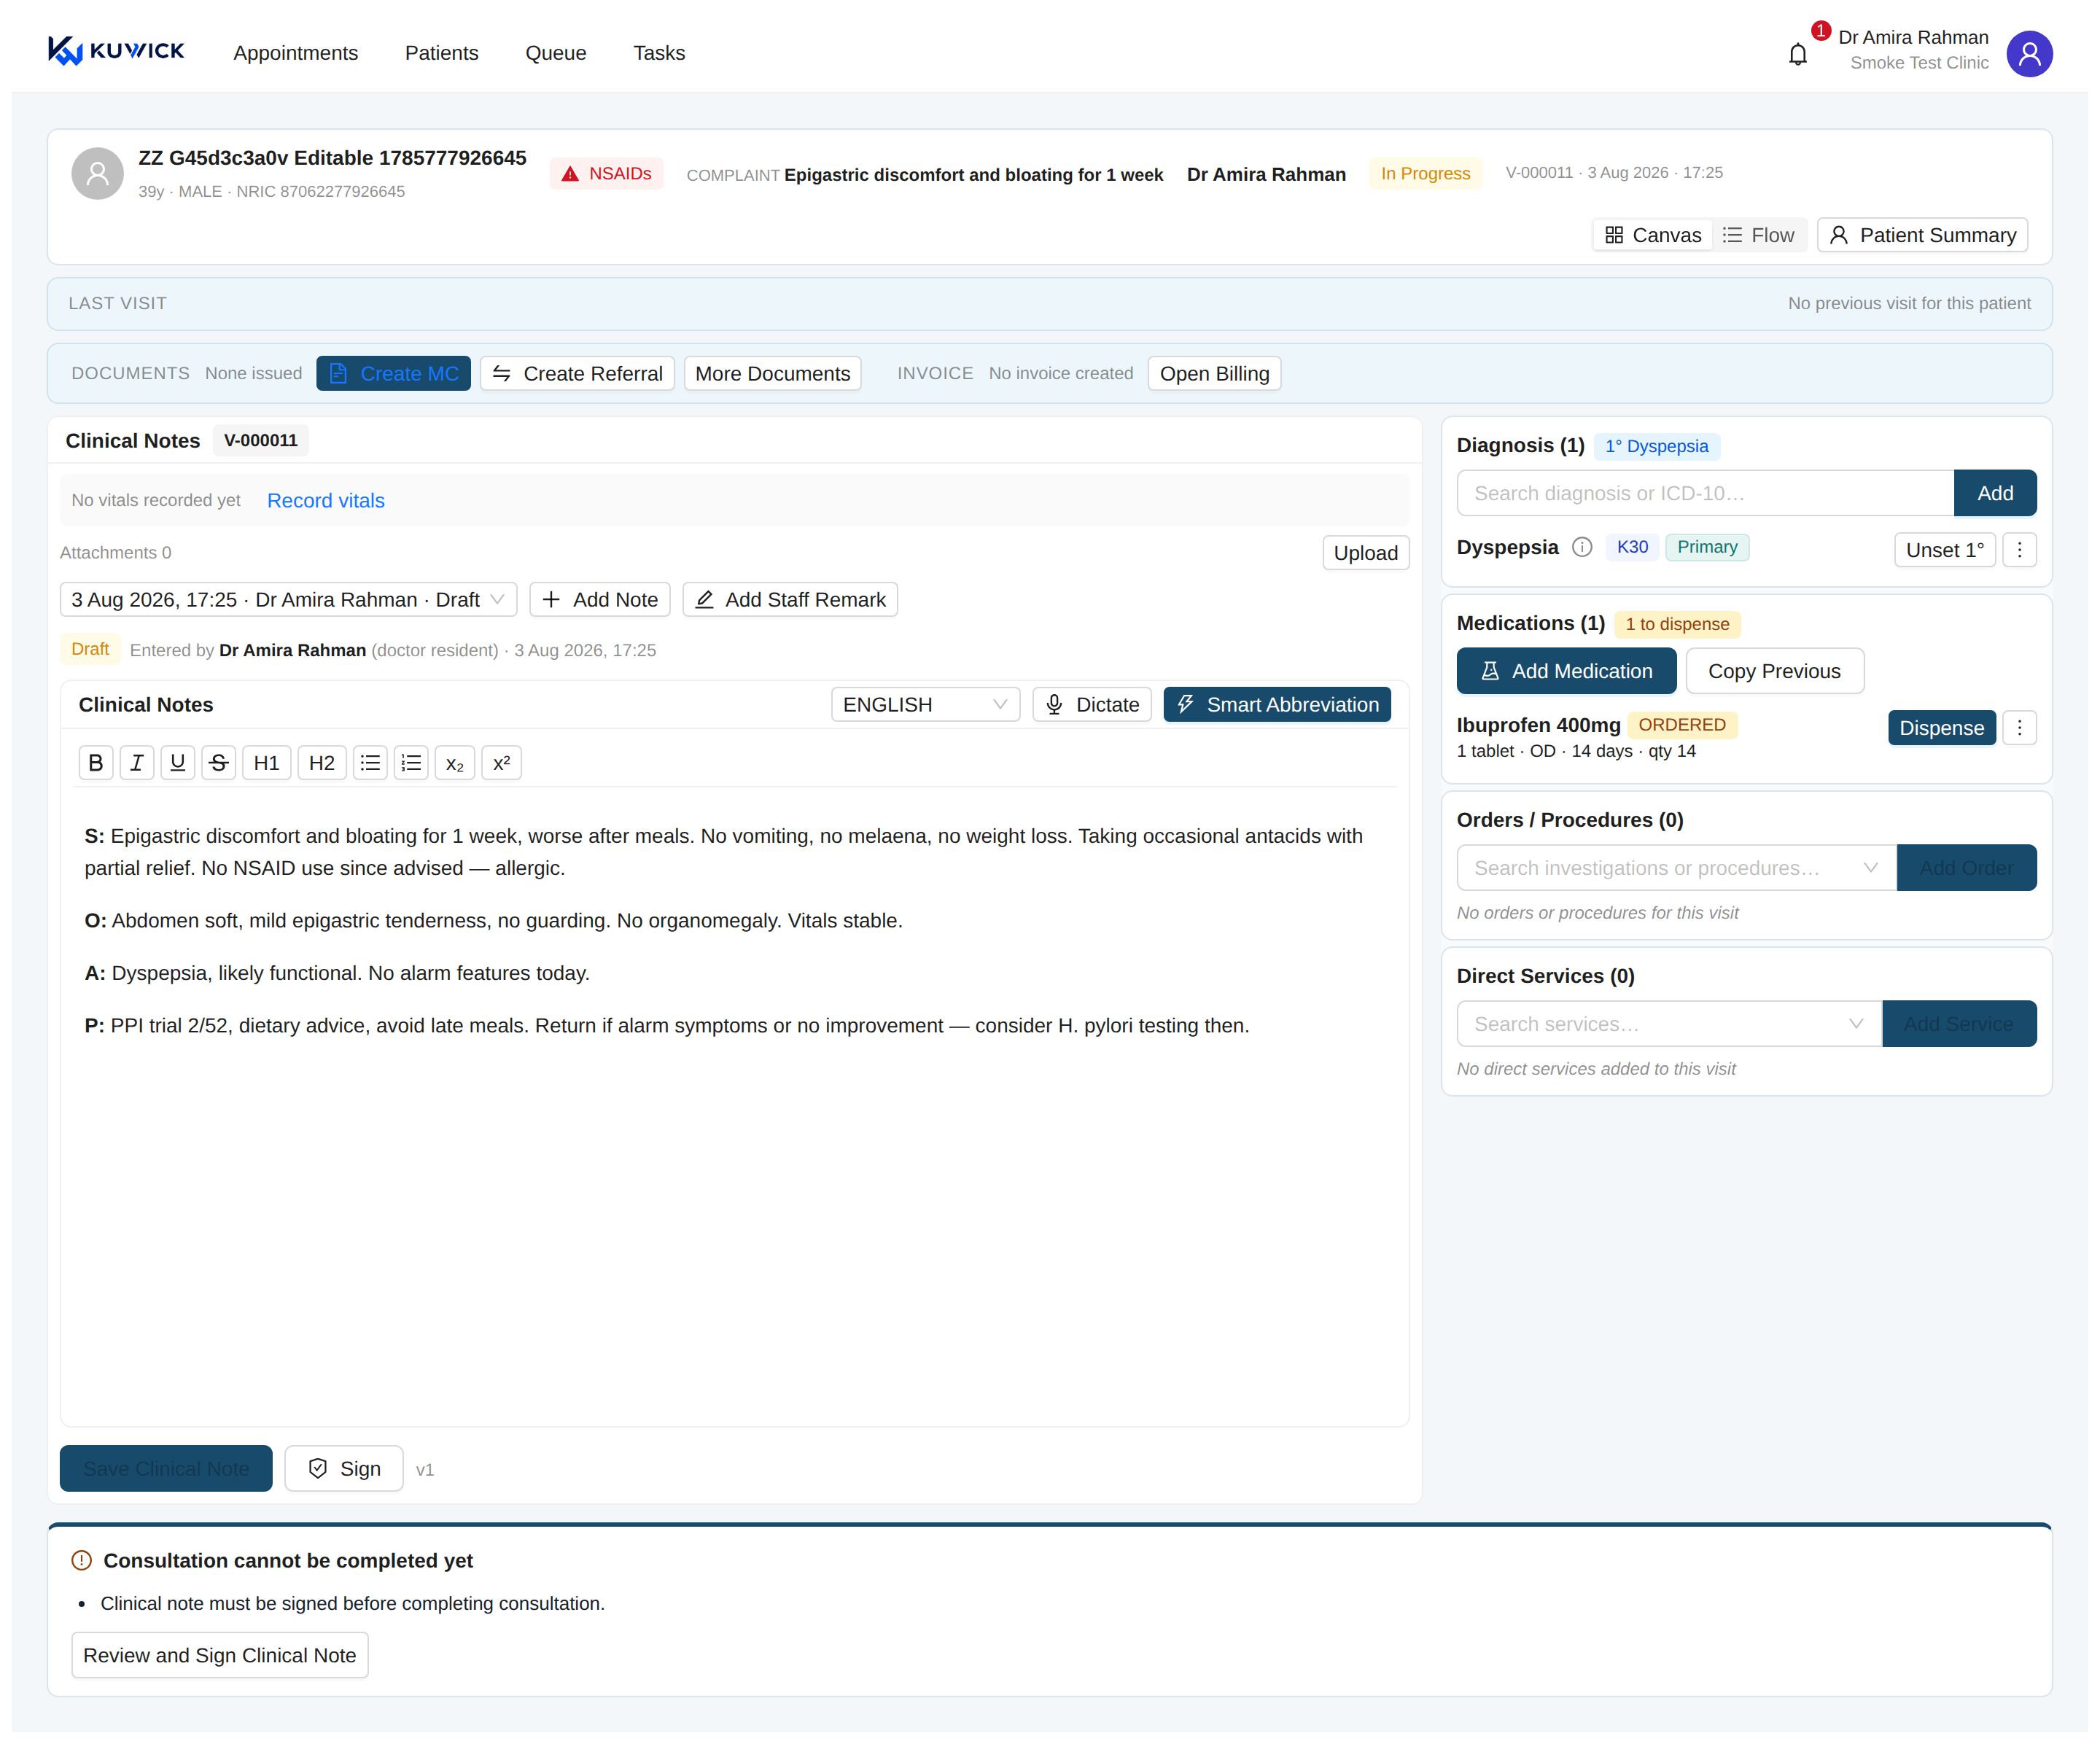 KUWICK Appointments Patients Queue Tasks
1
Dr Amira Rahman
Smoke Test Clinic
ZZ G45d3c3a0v Editable 1785777926645
39y · MALE · NRIC 87062277926645
NSAIDs
COMPLAINT Epigastric discomfort and bloating for 1 week
Dr Amira Rahman
In Progress
V-000011 · 3 Aug 2026 · 17:25
Canvas Flow Patient Summary
LAST VISIT No previous visit for this patient
DOCUMENTS None issued Create MC Create Referral More Documents INVOICE No invoice created Open Billing
Clinical Notes V-000011
No vitals recorded yet Record vitals
Attachments 0 Upload
3 Aug 2026, 17:25 · Dr Amira Rahman · Draft Add Note Add Staff Remark
Draft Entered by Dr Amira Rahman (doctor resident) · 3 Aug 2026, 17:25
Clinical Notes ENGLISH Dictate Smart Abbreviation
B I U S H1 H2 x₂ x²
S: Epigastric discomfort and bloating for 1 week, worse after meals. No vomiting, no melaena, no weight loss. Taking occasional antacids with
partial relief. No NSAID use since advised — allergic.
O: Abdomen soft, mild epigastric tenderness, no guarding. No organomegaly. Vitals stable.
A: Dyspepsia, likely functional. No alarm features today.
P: PPI trial 2/52, dietary advice, avoid late meals. Return if alarm symptoms or no improvement — consider H. pylori testing then.
Save Clinical Note Sign v1
Diagnosis (1) 1° Dyspepsia
Search diagnosis or ICD-10… Add
Dyspepsia K30 Primary Unset 1°
Medications (1) 1 to dispense
Add Medication Copy Previous
Ibuprofen 400mg ORDERED Dispense
1 tablet · OD · 14 days · qty 14
Orders / Procedures (0)
Search investigations or procedures… Add Order
No orders or procedures for this visit
Direct Services (0)
Search services… Add Service
No direct services added to this visit
Consultation cannot be completed yet
• Clinical note must be signed before completing consultation.
Review and Sign Clinical Note